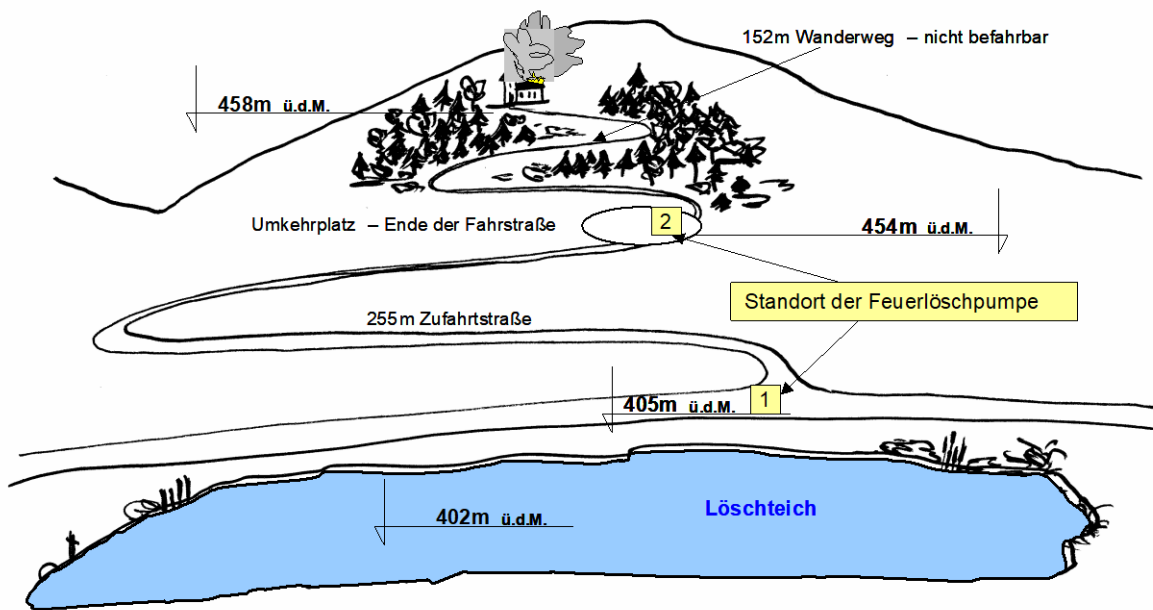 152m Wanderweg – nicht befahrbar
458m ü.d.M.
Umkehrplatz – Ende der Fahrstraße
2
454m ü.d.M.
Standort der Feuerlöschpumpe
255m Zufahrtstraße
405m ü.d.M.
1
Löschteich
402m ü.d.M.